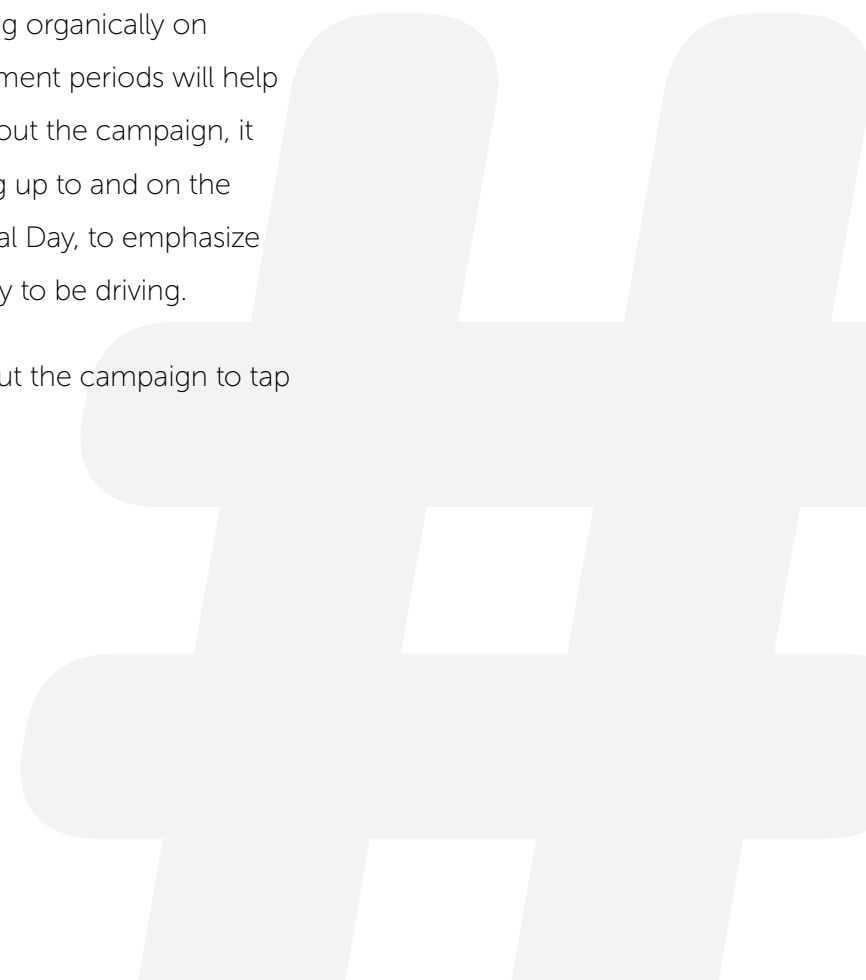 g organically on
ment periods will help
out the campaign, it
g up to and on the
al Day, to emphasize
y to be driving.
ut the campaign to tap